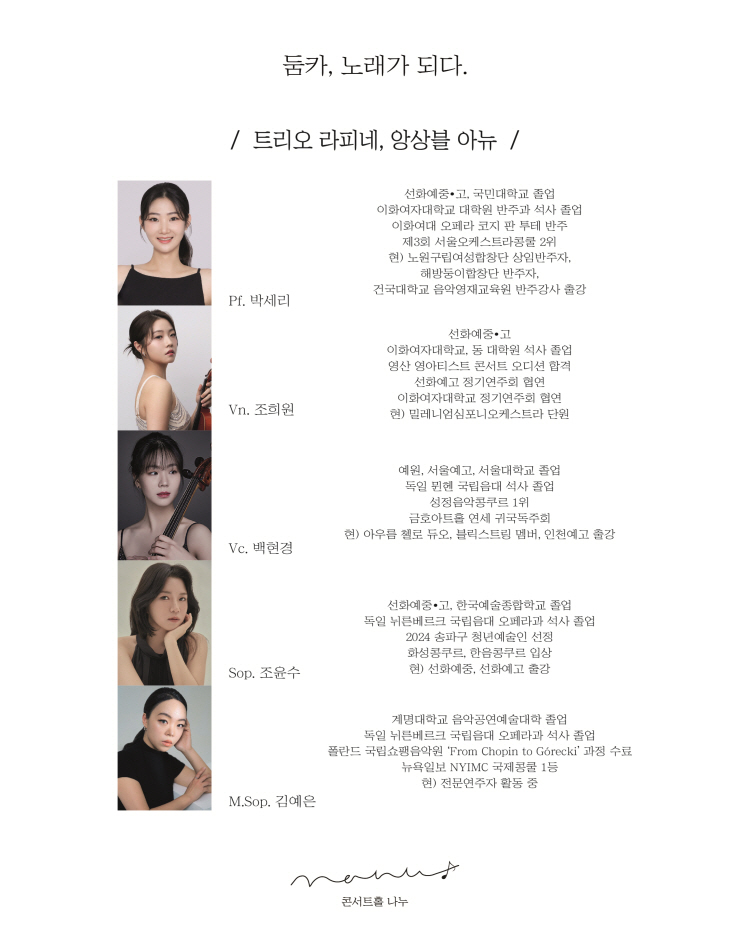 둠카, 노래가 되다.
/ 트리오 라피네, 앙상블 아뉴 /
선화예중•고, 국민대학교 졸업
이화여자대학교 대학원 반주과 석사 졸업
이화여대 오페라 코지 판 투테 반주
제3회 서울오케스트라콩쿨 2위
현) 노원구립여성합창단 상임반주자,
해방둥이합창단 반주자,
건국대학교 음악영재교육원 반주강사 출강
Pf. 박세리
선화예중•고
이화여자대학교, 동 대학원 석사 졸업
영산 영아티스트 콘서트 오디션 합격
선화예고 정기연주회 협연
이화여자대학교 정기연주회 협연
현) 밀레니엄심포니오케스트라 단원
Vn. 조희원
예원, 서울예고, 서울대학교 졸업
독일 뮌헨 국립음대 석사 졸업
성정음악콩쿠르 1위
금호아트홀 연세 귀국독주회
현) 아우름 첼로 듀오, 블릭스트링 멤버, 인천예고 출강
Vc. 백현경
선화예중•고, 한국예술종합학교 졸업
독일 뉘른베르크 국립음대 오페라과 석사 졸업
2024 송파구 청년예술인 선정
화성콩쿠르, 한음콩쿠르 입상
현) 선화예중, 선화예고 출강
Sop. 조윤수
계명대학교 음악공연예술대학 졸업
독일 뉘른베르크 국립음대 오페라과 석사 졸업
폴란드 국립쇼팽음악원 'From Chopin to Górecki' 과정 수료
뉴욕일보 NYIMC 국제콩쿨 1등
현) 전문연주자 활동 중
M.Sop. 김예은
nanu
콘서트홀 나누